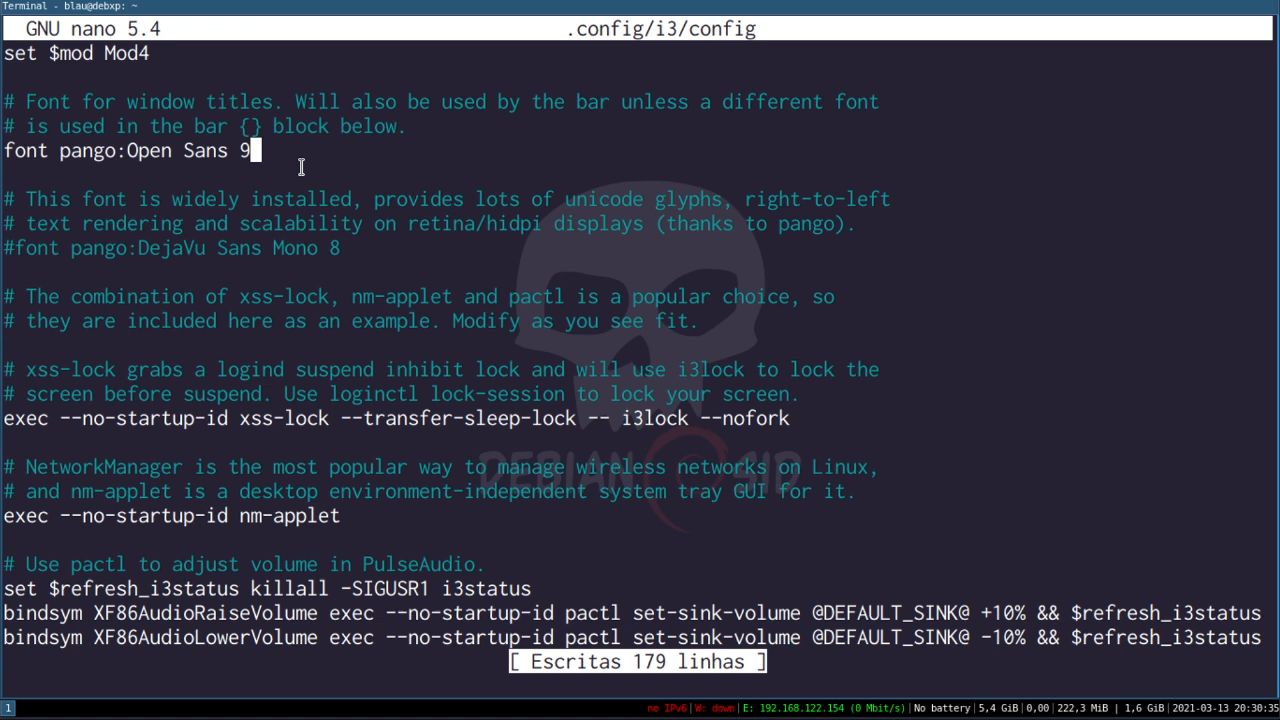 Terminal - blau@debxp: ~
GNU nano 5.4 .config/i3/config
set $mod Mod4
# Font for window titles. Will also be used by the bar unless a different font
# is used in the bar {} block below.
font pango:Open Sans 9
# This font is widely installed, provides lots of unicode glyphs, right-to-left
# text rendering and scalability on retina/hidpi displays (thanks to pango).
#font pango:DejaVu Sans Mono 8
# The combination of xss-lock, nm-applet and pactl is a popular choice, so
# they are included here as an example. Modify as you see fit.
# xss-lock grabs a logind suspend inhibit lock and will use i3lock to lock the
# screen before suspend. Use loginctl lock-session to lock your screen.
exec --no-startup-id xss-lock --transfer-sleep-lock -- i3lock --nofork
DEBIAN SID
# NetworkManager is the most popular way to manage wireless networks on Linux,
# and nm-applet is a desktop environment-independent system tray GUI for it.
exec --no-startup-id nm-applet
# Use pactl to adjust volume in PulseAudio.
set $refresh_i3status killall -SIGUSR1 i3status
bindsym XF86AudioRaiseVolume exec --no-startup-id pactl set-sink-volume @DEFAULT_SINK@ +10% && $refresh_i3status
bindsym XF86AudioLowerVolume exec --no-startup-id pactl set-sink-volume @DEFAULT_SINK@ -10% && $refresh_i3status
[ Escritas 179 linhas ]
1 no IPv6|W: down|E: 192.168.122.154 (0 Mbit/s)|No battery|5,4 GiB|0,00|222,3 MiB | 1,6 GiB|2021-03-13 20:30:35